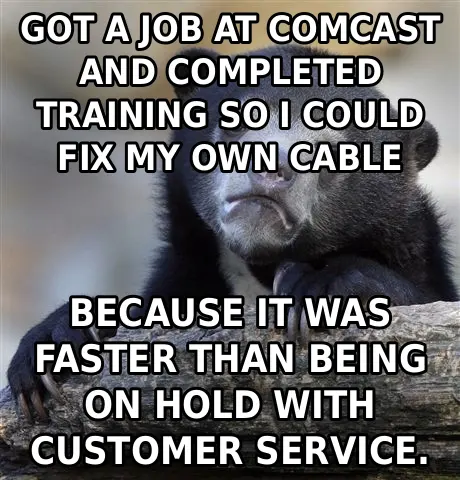 GOT A JOB AT COMCAST
AND COMPLETED
TRAINING SO I COULD
FIX MY OWN CABLE
BECAUSE IT WAS
FASTER THAN BEING
ON HOLD WITH
CUSTOMER SERVICE.